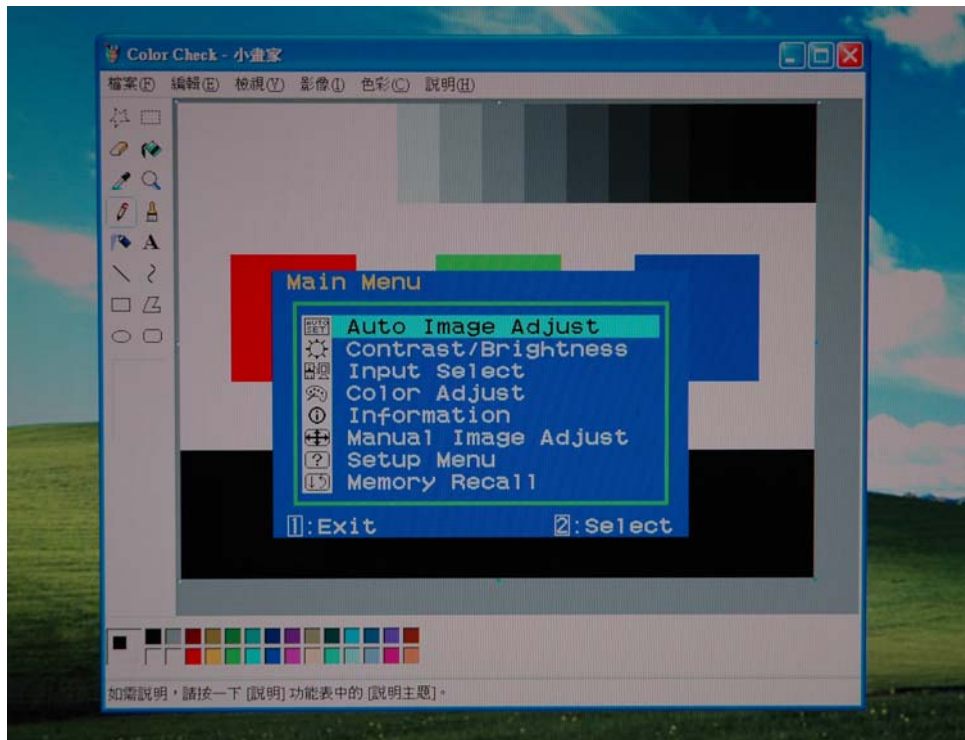 Color Check - 小畫家
檔案(F) 編輯(E) 檢視(V) 影像(I) 色彩(C) 說明(H)
A
Main Menu
AUTO SET Auto Image Adjust
Contrast/Brightness
Input Select
Color Adjust
Information
Manual Image Adjust
? Setup Menu
Memory Recall
1:Exit 2:Select
如需說明，請按一下 [說明] 功能表中的 [說明主題]。